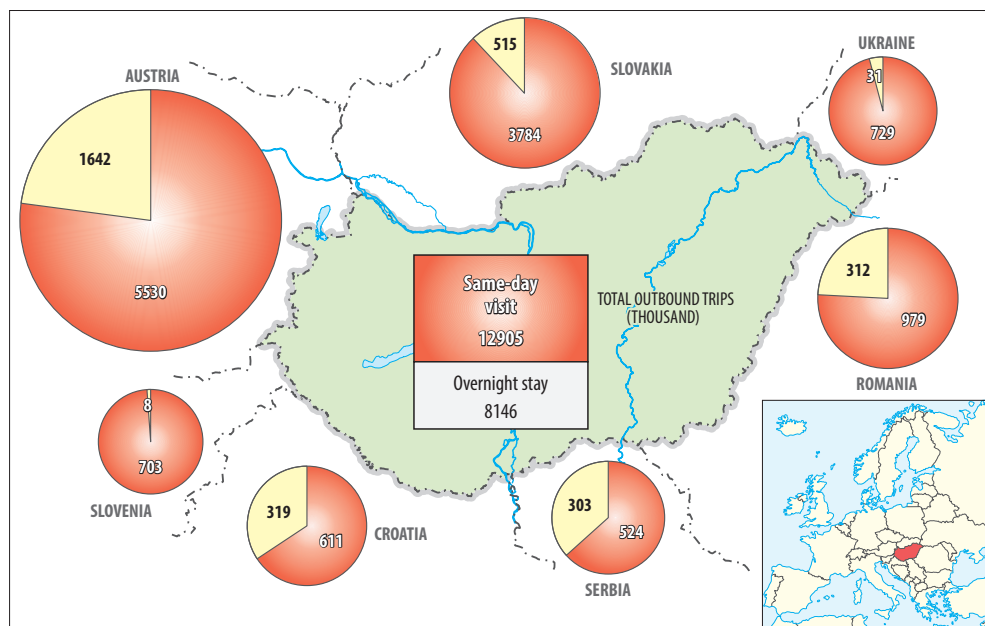 AUSTRIA
1642
5530
515
SLOVAKIA
3784
UKRAINE
31
729
Same-day
visit
12905
Overnight stay
8146
TOTAL OUTBOUND TRIPS
(THOUSAND)
312
979
ROMANIA
8
703
SLOVENIA
319
611
CROATIA
303
524
SERBIA